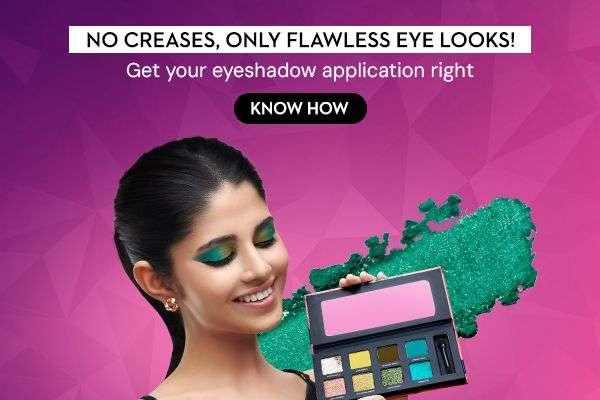 NO CREASES, ONLY FLAWLESS EYE LOOKS!
Get your eyeshadow application right
KNOW HOW